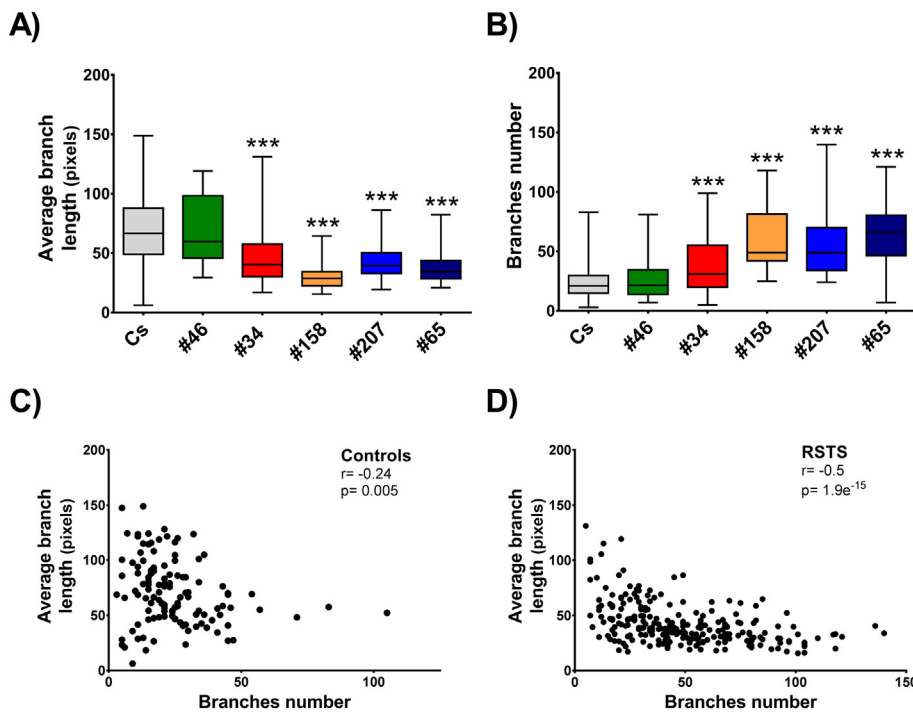 A)
Average branch
length (pixels)
200
150
100
50
0
***
***
***
***
Cs
#46
#34
#158
#207
#65
B)
Branches number
200
150
100
50
0
***
***
***
***
Cs
#46
#34
#158
#207
#65
C)
Average branch
length (pixels)
200
150
100
50
0
Controls
r= -0.24
p= 0.005
0
50
100
Branches number
D)
Average branch
length (pixels)
200
150
100
50
0
RSTS
r= -0.5
p= 1.9e⁻¹⁵
0
50
100
150
Branches number